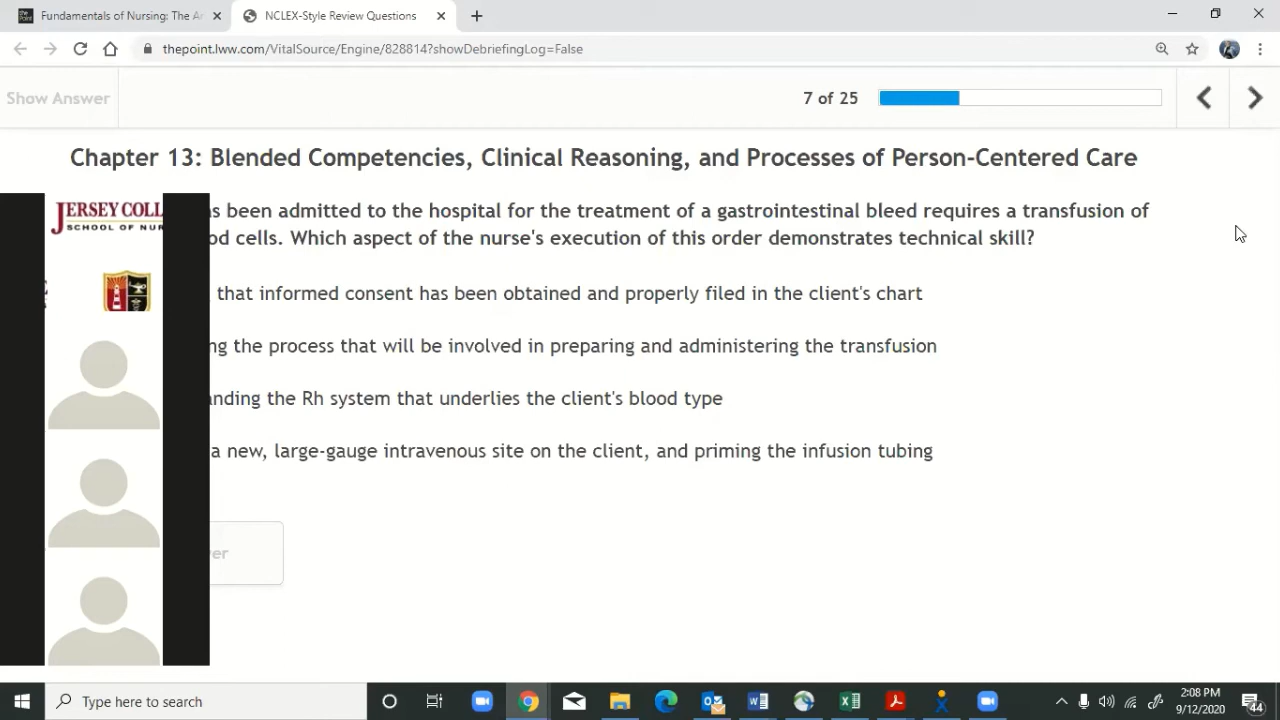 Fundamentals of Nursing: The Ar
NCLEX-Style Review Questions
thepoint.lww.com/VitalSource/Engine/828814?showDebriefingLog=False
Show Answer
7 of 25
Chapter 13: Blended Competencies, Clinical Reasoning, and Processes of Person-Centered Care
JERSEY COLL
SCHOOL OF NUR
s been admitted to the hospital for the treatment of a gastrointestinal bleed requires a transfusion of
od cells. Which aspect of the nurse's execution of this order demonstrates technical skill?
that informed consent has been obtained and properly filed in the client's chart
ng the process that will be involved in preparing and administering the transfusion
anding the Rh system that underlies the client's blood type
a new, large-gauge intravenous site on the client, and priming the infusion tubing
er
Type here to search
2:08 PM
9/12/2020
44